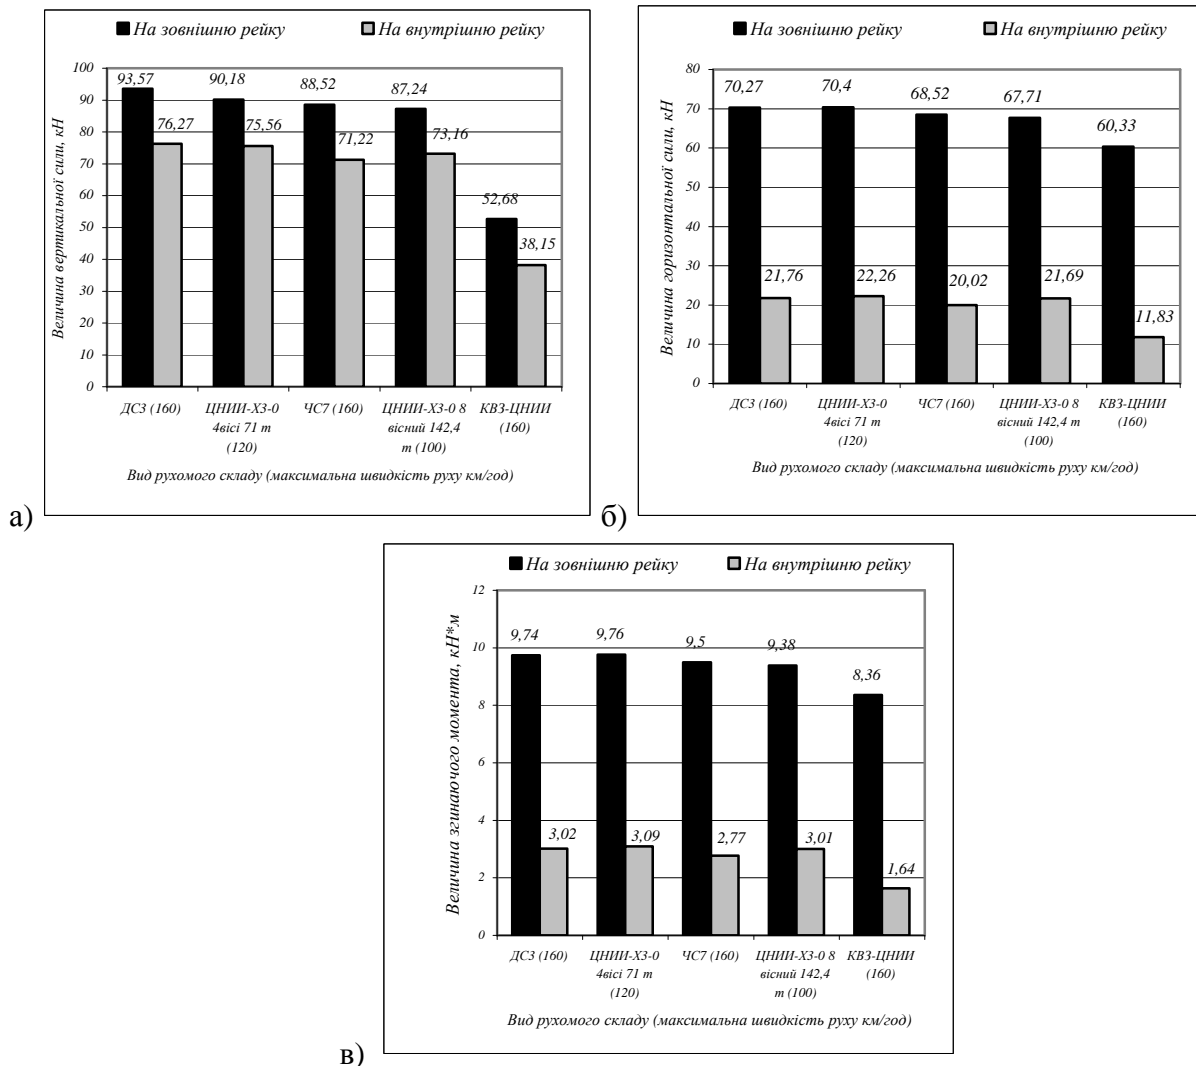 На зовнішню рейку
На внутрішню рейку
Величина вертикальної сили, кН
100
90
80
70
60
50
40
30
20
10
0
93,57
76,27
90,18
75,56
88,52
71,22
87,24
73,16
52,68
38,15
ДС3 (160)
ЦНИИ-Х3-0 4вісі 71 т (120)
ЧС7 (160)
ЦНИИ-Х3-0 8 вісний 142,4 т (100)
КВЗ-ЦНИИ (160)
Вид рухомого складу (максимальна швидкість руху км/год)
а)
На зовнішню рейку
На внутрішню рейку
Величина горизонтальної сили, кН
80
70
60
50
40
30
20
10
0
70,27
21,76
70,4
22,26
68,52
20,02
67,71
21,69
60,33
11,83
ДС3 (160)
ЦНИИ-Х3-0 4вісі 71 т (120)
ЧС7 (160)
ЦНИИ-Х3-0 8 вісний 142,4 т (100)
КВЗ-ЦНИИ (160)
Вид рухомого складу (максимальна швидкість руху км/год)
б)
На зовнішню рейку
На внутрішню рейку
Величина згинаючого момента, кН*м
12
10
8
6
4
2
0
9,74
3,02
9,76
3,09
9,5
2,77
9,38
3,01
8,36
1,64
ДС3 (160)
ЦНИИ-Х3-0 4вісі 71 т (120)
ЧС7 (160)
ЦНИИ-Х3-0 8 вісний 142,4 т (100)
КВЗ-ЦНИИ (160)
Вид рухомого складу (максимальна швидкість руху км/год)
в)